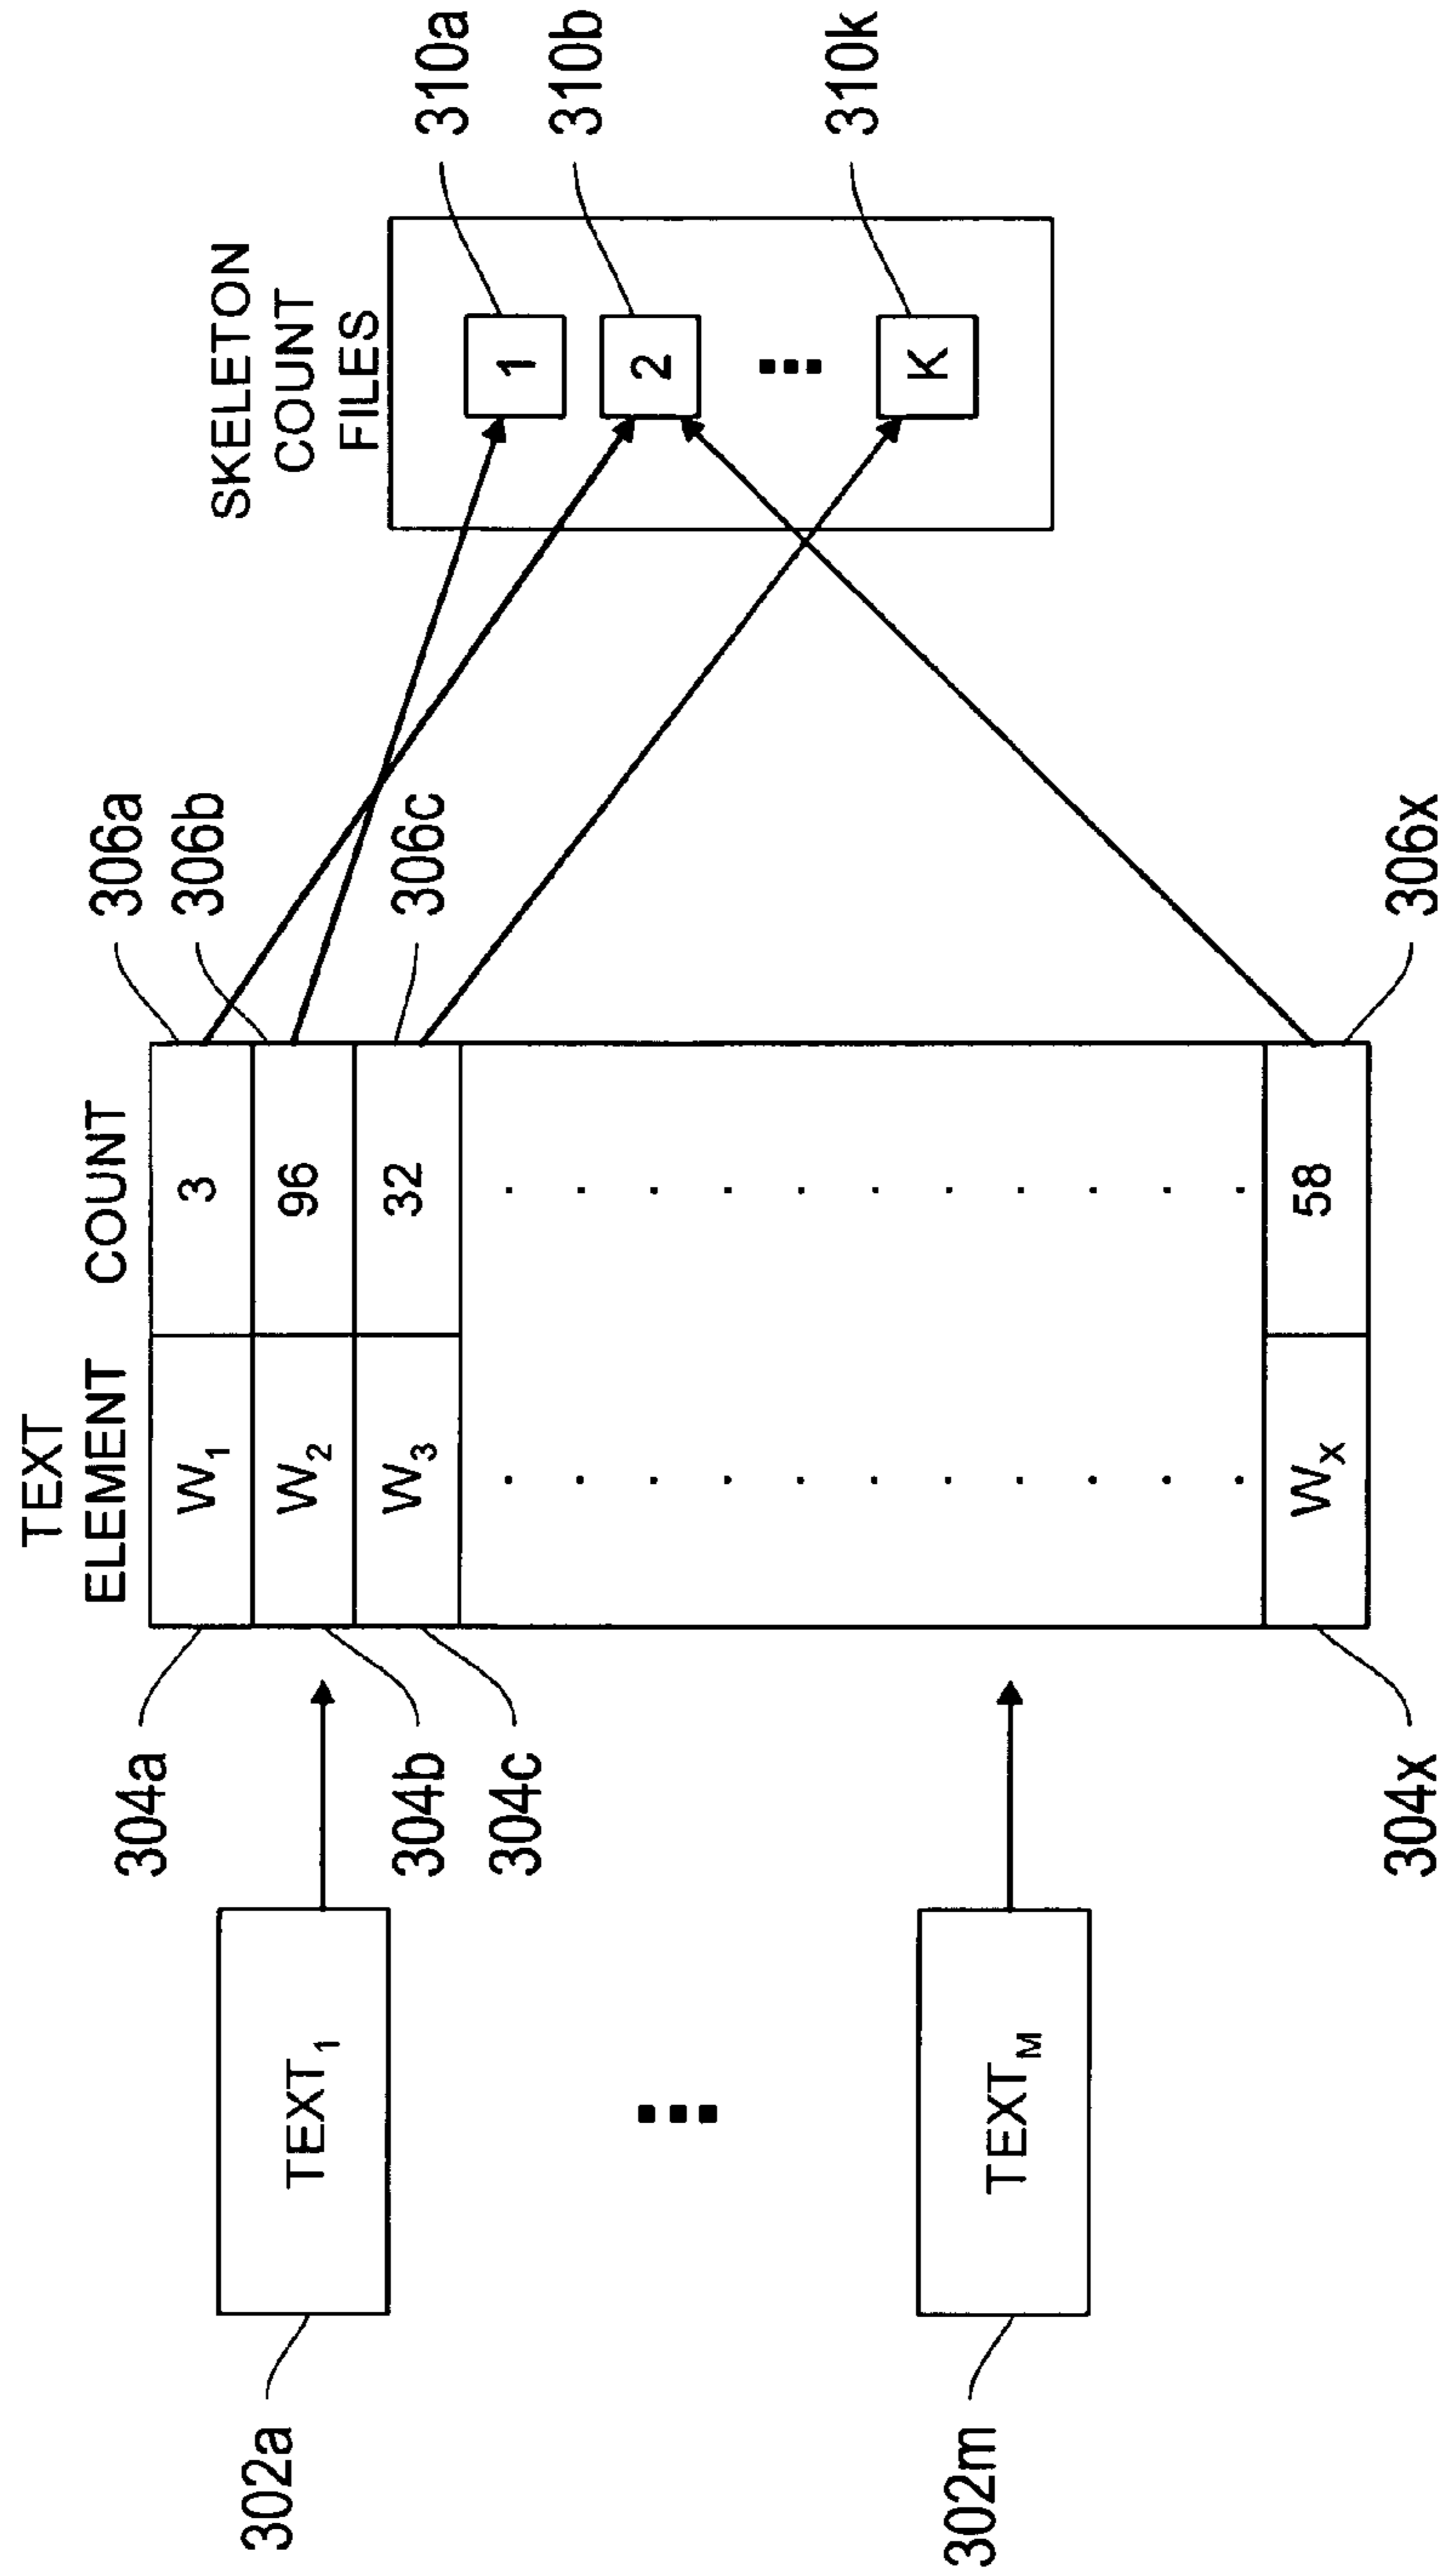 TEXT
ELEMENT
COUNT
SKELETON
COUNT
FILES
302a
TEXT1
302m
TEXTM
304a
304b
304c
304x
W1
3
W2
96
W3
32
WX
58
306a
306b
306c
306x
1
2
K
310a
310b
310k